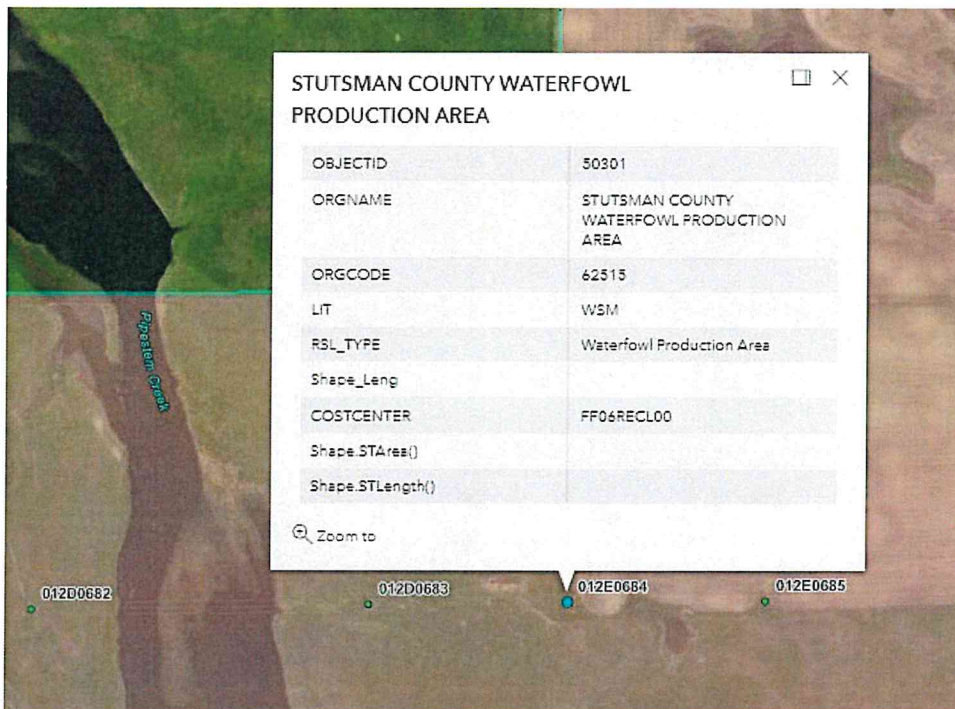 STUTSMAN COUNTY WATERFOWL
PRODUCTION AREA
OBJECTID 50301
ORGNAME STUTSMAN COUNTY
WATERFOWL PRODUCTION
AREA
ORGCODE 62515
LIT WSM
RSL_TYPE Waterfowl Production Area
Shape_Leng
COSTCENTER FF06RECL00
Shape.STArea()
Shape.STLength()
Zoom to
Pipestem Creek
012D0682
012D0683
012E0684
012E0685